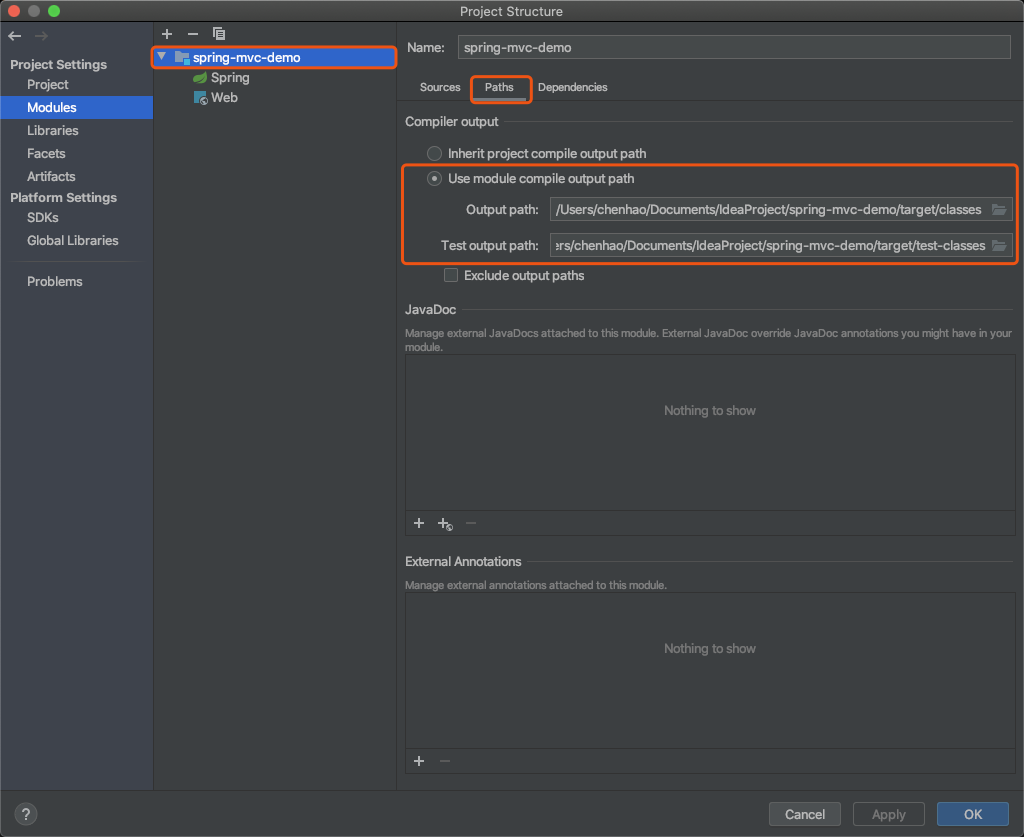 Project Structure
Project Settings
Project
Modules
Libraries
Facets
Artifacts
Platform Settings
SDKs
Global Libraries
Problems
spring-mvc-demo
Spring
Web
Name: spring-mvc-demo
Sources Paths Dependencies
Compiler output
Inherit project compile output path
Use module compile output path
Output path: /Users/chenhao/Documents/IdeaProject/spring-mvc-demo/target/classes
Test output path: ers/chenhao/Documents/IdeaProject/spring-mvc-demo/target/test-classes
Exclude output paths
JavaDoc
Manage external JavaDocs attached to this module. External JavaDoc override JavaDoc annotations you might have in your
module.
Nothing to show
External Annotations
Manage external annotations attached to this module.
Nothing to show
?
Cancel Apply OK